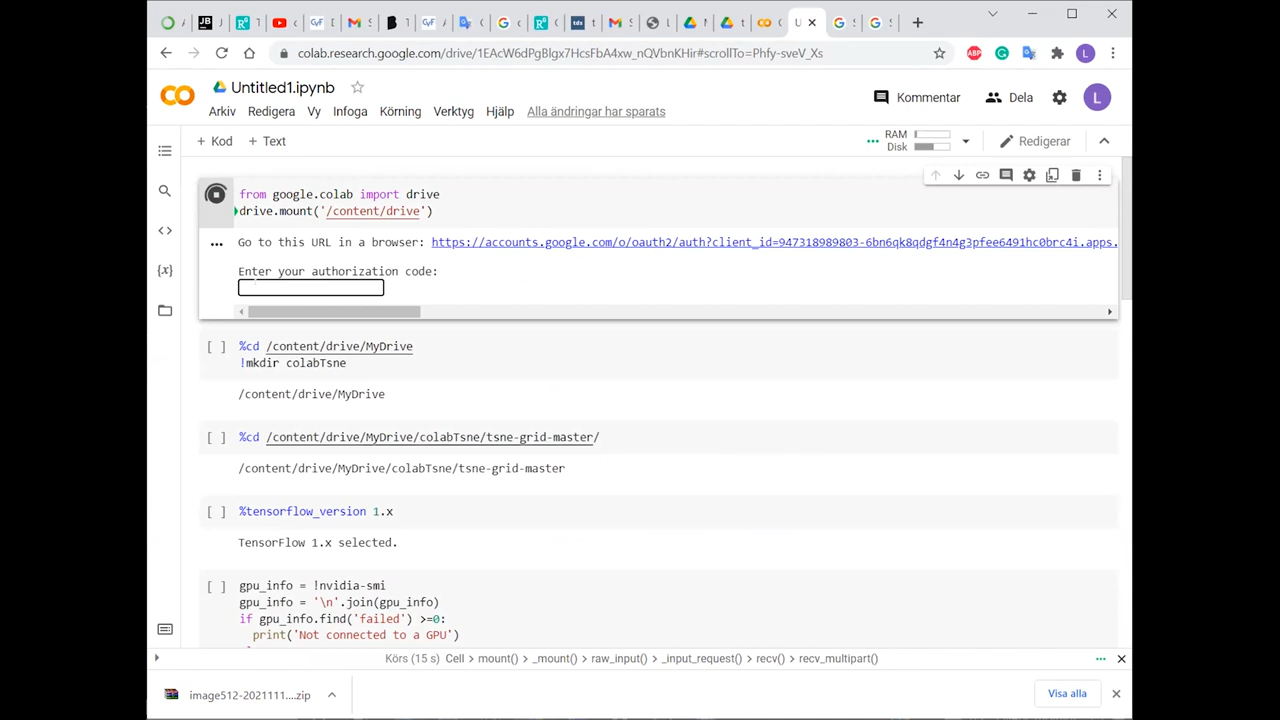 colab.research.google.com/drive/1EAcW6dPgBlgx7HcsFbA4xw_nQVbnKHir#scrollTo=Phfy-sveV_Xs
ABP
L
Untitled1.ipynb
Kommentar
Dela
L
Arkiv Redigera Vy Infoga Körning Verktyg Hjälp Alla ändringar har sparats
+ Kod + Text
RAM
Disk
Redigerar
from google.colab import drive
drive.mount('/content/drive')
Go to this URL in a browser: https://accounts.google.com/o/oauth2/auth?client_id=947318989803-6bn6qk8qdgf4n4g3pfee6491hc0brc4i.apps.
Enter your authorization code:
[ ] %cd /content/drive/MyDrive
!mkdir colabTsne
/content/drive/MyDrive
[ ] %cd /content/drive/MyDrive/colabTsne/tsne-grid-master/
/content/drive/MyDrive/colabTsne/tsne-grid-master
[ ] %tensorflow_version 1.x
TensorFlow 1.x selected.
[ ] gpu_info = !nvidia-smi
gpu_info = '\n'.join(gpu_info)
if gpu_info.find('failed') >=0:
print('Not connected to a GPU')
Körs (15 s) Cell > mount() > _mount() > raw_input() > _input_request() > recv() > recv_multipart()
image512-2021111....zip
Visa alla